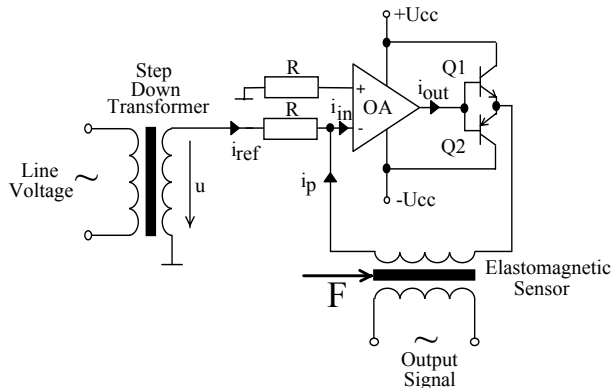 +Ucc
Step
Down
Transformer
R
Q1
+
OA
i_out
R
i_in
-
Q2
i_ref
Line
Voltage
~
u
i_p
-Ucc
F
Elastomagnetic
Sensor
~
Output
Signal